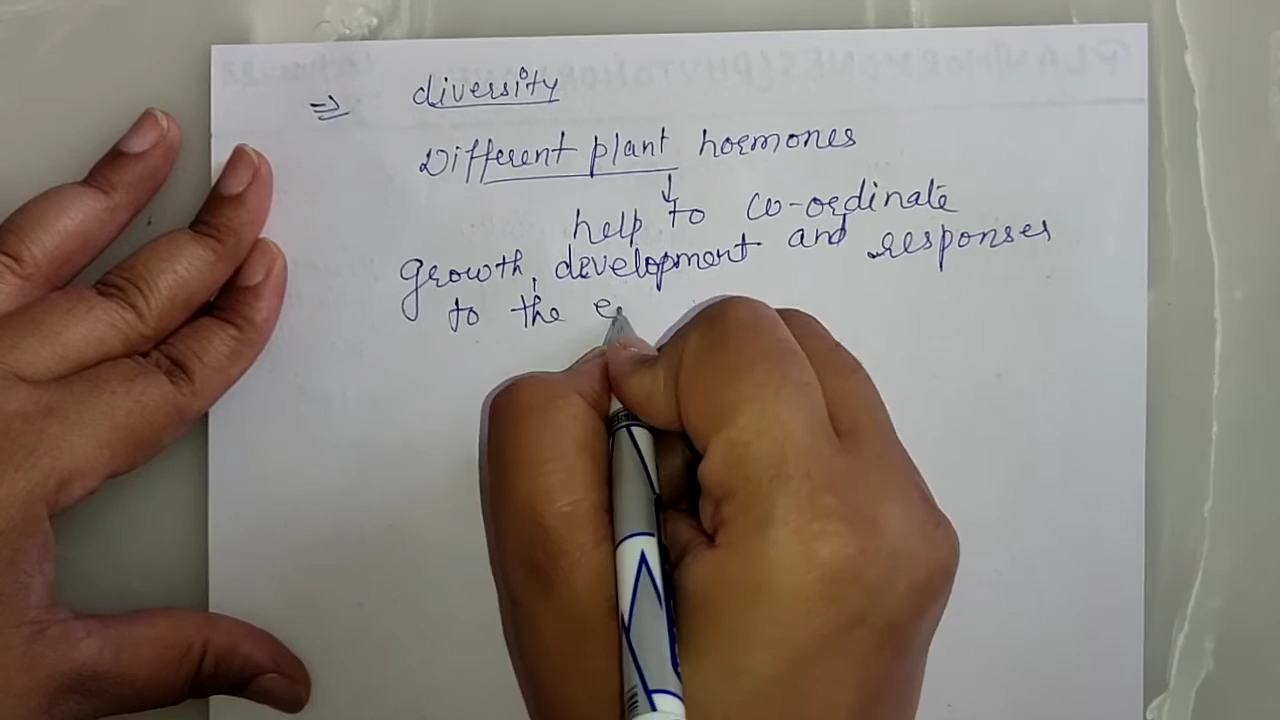 ⇒ diversity
Different plant hormones
↓
help to co-ordinate
Growth, development and responses
to the e